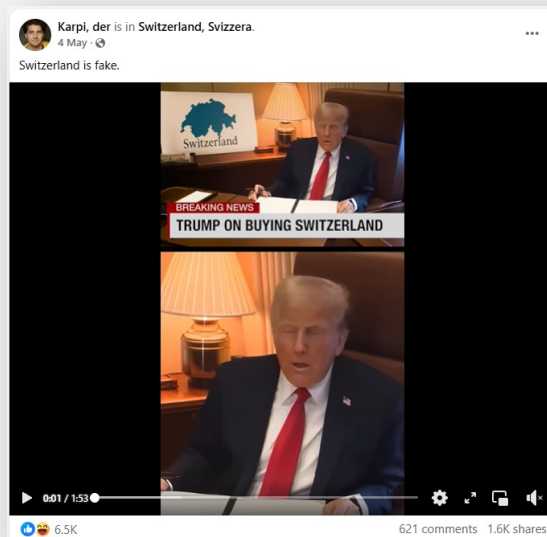 Karpi, der is in Switzerland, Svizzera.
4 May ·
Switzerland is fake.
Switzerland
BREAKING NEWS
TRUMP ON BUYING SWITZERLAND
0:01 / 1:53
6.5K
621 comments 1.6K shares